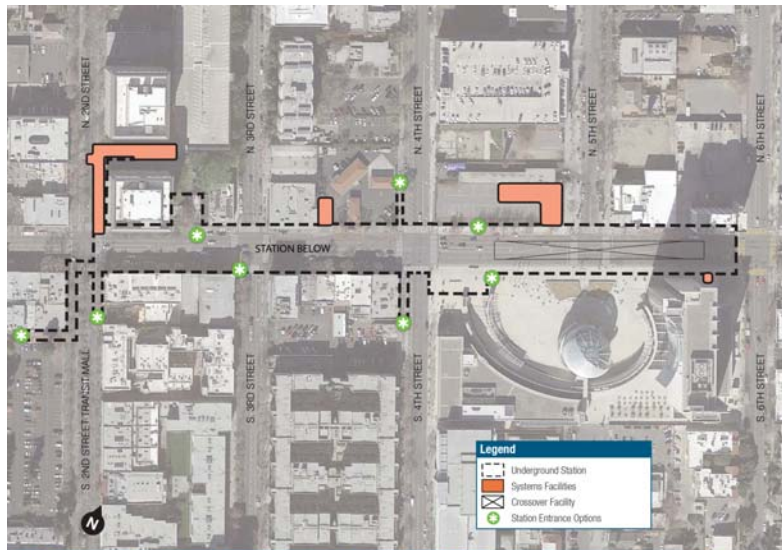 N. 2ND STREET
N. 3RD STREET
N. 4TH STREET
N. 5TH STREET
N. 6TH STREET
STATION BELOW
S. 2ND STREET TRANSIT MALL
S. 3RD STREET
S. 4TH STREET
S. 6TH STREET
N
Legend
Underground Station
Systems Facilities
Crossover Facility
Station Entrance Options